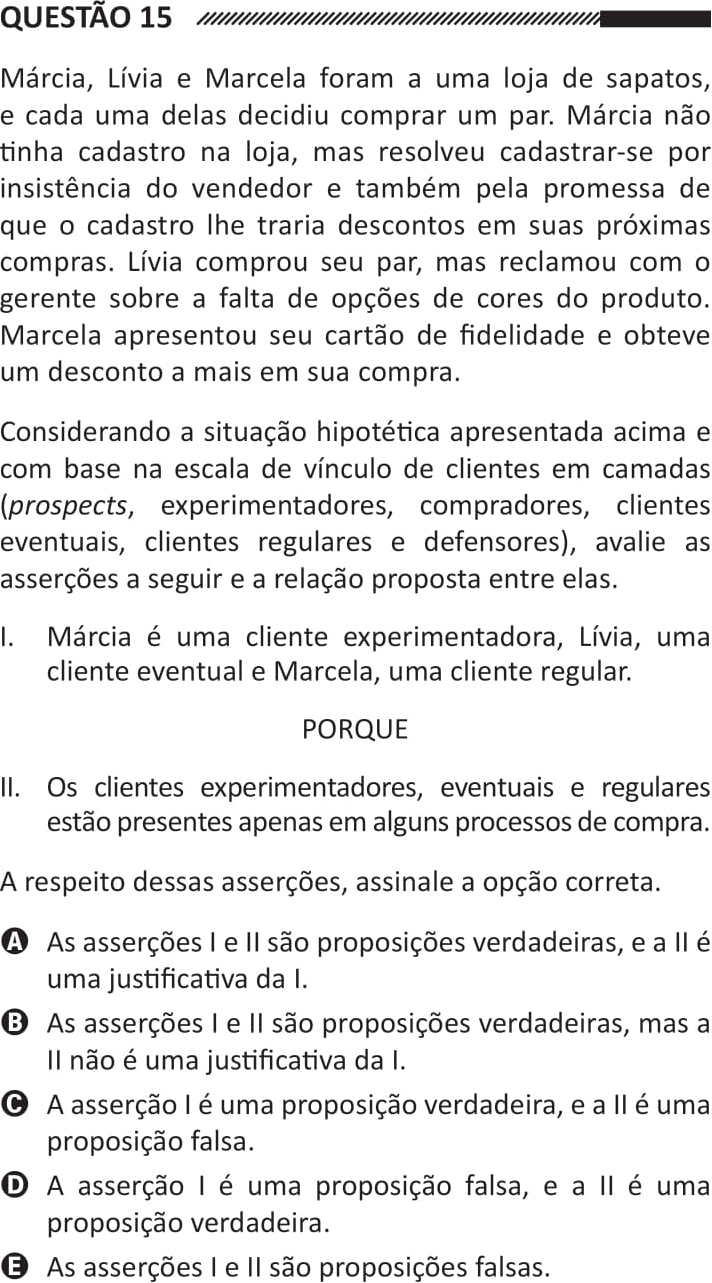 QUESTÃO 15
Márcia, Lívia e Marcela foram a uma loja de sapatos,
e cada uma delas decidiu comprar um par. Márcia não
tinha cadastro na loja, mas resolveu cadastrar-se por
insistência do vendedor e também pela promessa de
que o cadastro lhe traria descontos em suas próximas
compras. Lívia comprou seu par, mas reclamou com o
gerente sobre a falta de opções de cores do produto.
Marcela apresentou seu cartão de fidelidade e obteve
um desconto a mais em sua compra.
Considerando a situação hipotética apresentada acima e
com base na escala de vínculo de clientes em camadas
(prospects, experimentadores, compradores, clientes
eventuais, clientes regulares e defensores), avalie as
asserções a seguir e a relação proposta entre elas.
I. Márcia é uma cliente experimentadora, Lívia, uma
cliente eventual e Marcela, uma cliente regular.
PORQUE
II. Os clientes experimentadores, eventuais e regulares
estão presentes apenas em alguns processos de compra.
A respeito dessas asserções, assinale a opção correta.
A As asserções I e II são proposições verdadeiras, e a II é
uma justificativa da I.
B As asserções I e II são proposições verdadeiras, mas a
II não é uma justificativa da I.
C A asserção I é uma proposição verdadeira, e a II é uma
proposição falsa.
D A asserção I é uma proposição falsa, e a II é uma
proposição verdadeira.
E As asserções I e II são proposições falsas.